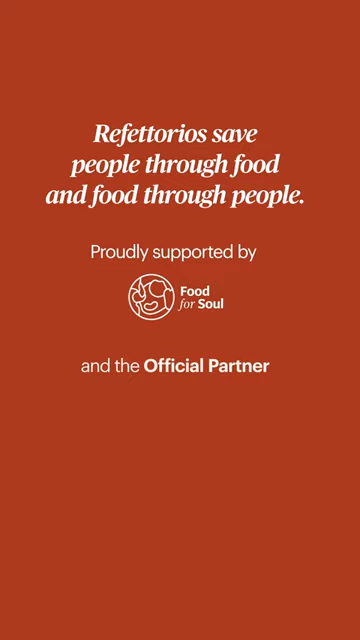 Refettorios save
people through food
and food through people.
Proudly supported by
Food
for Soul
and the Official Partner